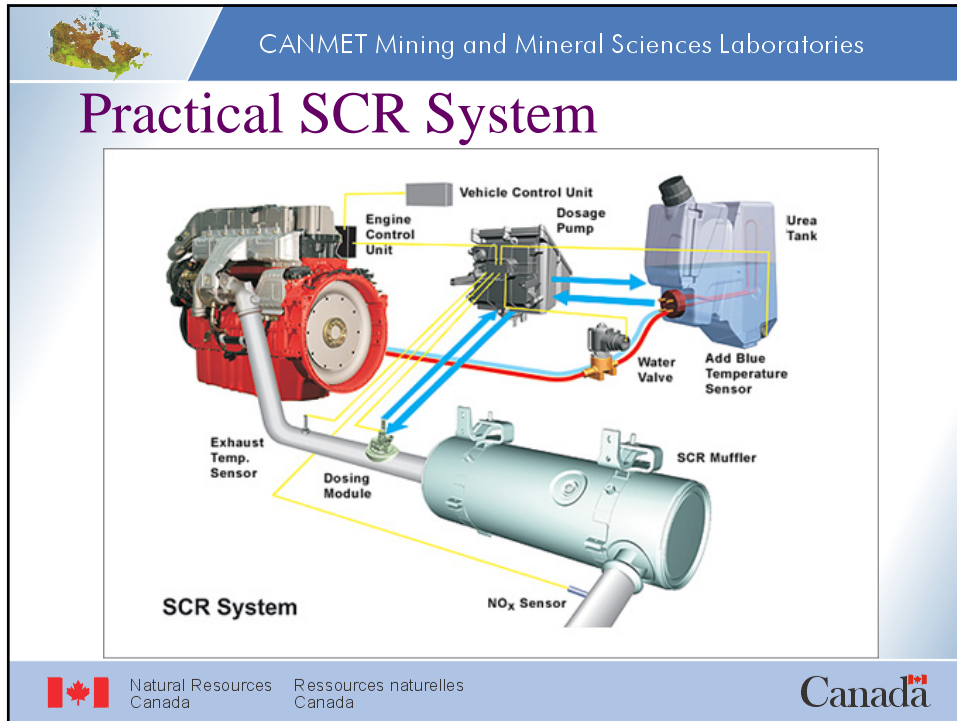 CANMET Mining and Mineral Sciences Laboratories
Practical SCR System
Vehicle Control Unit
Engine
Control
Unit
Dosage
Pump
Urea
Tank
Water
Valve
Add Blue
Temperature
Sensor
Exhaust
Temp.
Sensor
Dosing
Module
SCR Muffler
NOx Sensor
SCR System
Natural Resources
Canada
Ressources naturelles
Canada
Canada